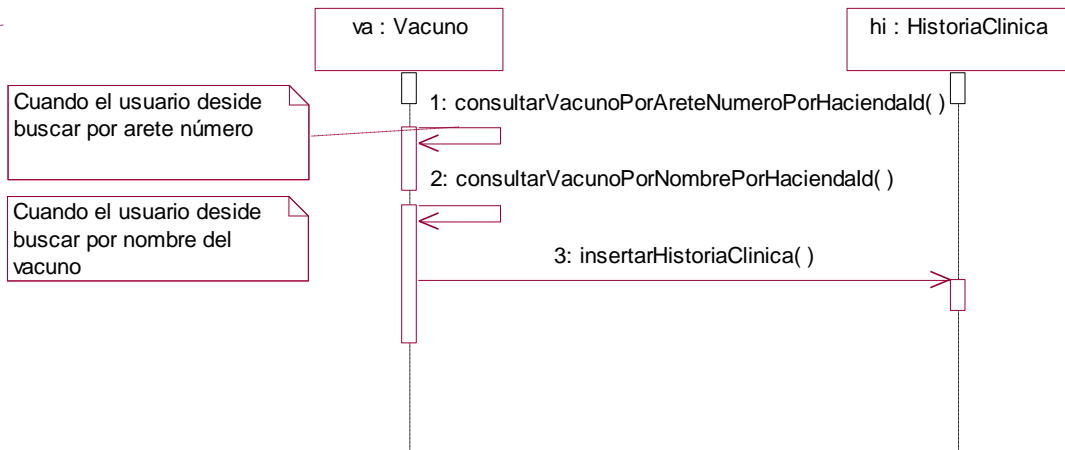 va : Vacuno
hi : HistoriaClinica
Cuando el usuario deside
buscar por arete número
1: consultarVacunoPorAreteNumeroPorHaciendaId( )
2: consultarVacunoPorNombrePorHaciendaId( )
Cuando el usuario deside
buscar por nombre del
vacuno
3: insertarHistoriaClinica( )